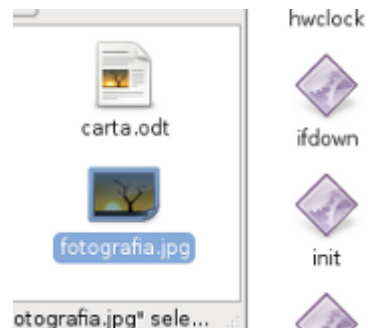 carta.odt
fotografia.jpg
otografia.jpg" sele...
hwclock
ifdown
init